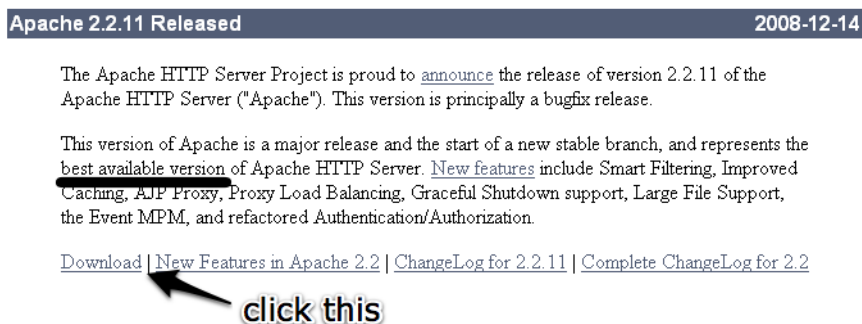 Apache 2.2.11 Released 2008-12-14
The Apache HTTP Server Project is proud to announce the release of version 2.2.11 of the
Apache HTTP Server ("Apache"). This version is principally a bugfix release.
This version of Apache is a major release and the start of a new stable branch, and represents the
best available version of Apache HTTP Server. New features include Smart Filtering, Improved
Caching, AJP Proxy, Proxy Load Balancing, Graceful Shutdown support, Large File Support,
the Event MPM, and refactored Authentication/Authorization.
Download | New Features in Apache 2.2 | ChangeLog for 2.2.11 | Complete ChangeLog for 2.2
click this